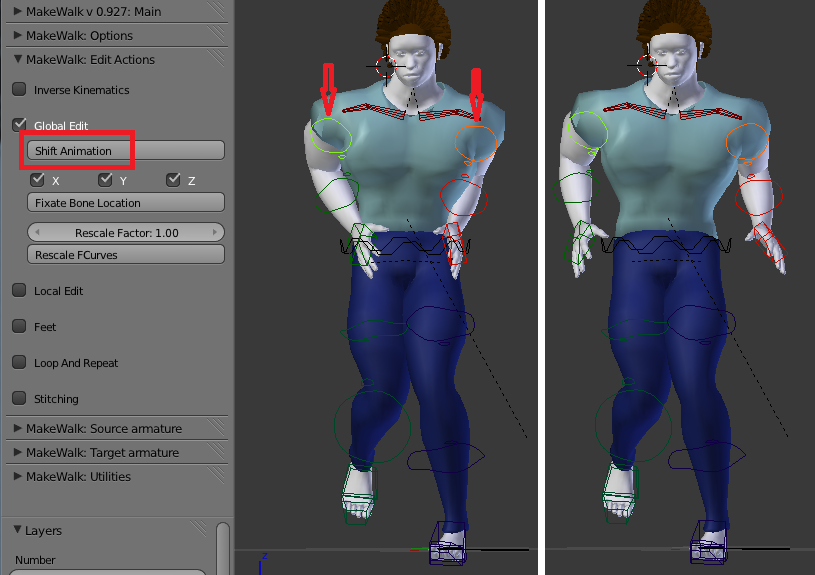 MakeWalk v 0.927: Main
MakeWalk: Options
MakeWalk: Edit Actions
Inverse Kinematics
Global Edit
Shift Animation
X Y Z
Fixate Bone Location
Rescale Factor: 1.00
Rescale FCurves
Local Edit
Feet
Loop And Repeat
Stitching
MakeWalk: Source armature
MakeWalk: Target armature
MakeWalk: Utilities
Layers
Number
z